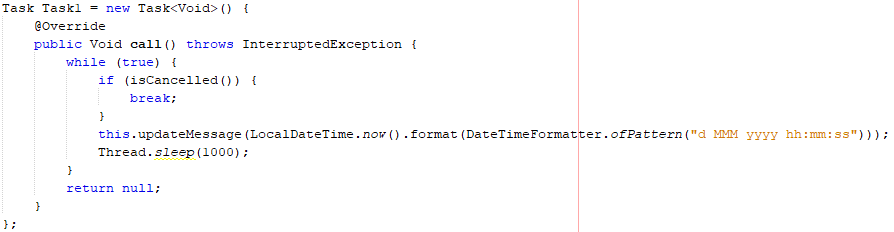 Task Task1 = new Task<Void>() {
    @Override
    public Void call() throws InterruptedException {
        while (true) {
            if (isCancelled()) {
                break;
            }
            this.updateMessage(LocalDateTime.now().format(DateTimeFormatter.ofPattern("d MMM yyyy hh:mm:ss")));
            Thread.sleep(1000);
        }
        return null;
    }
};